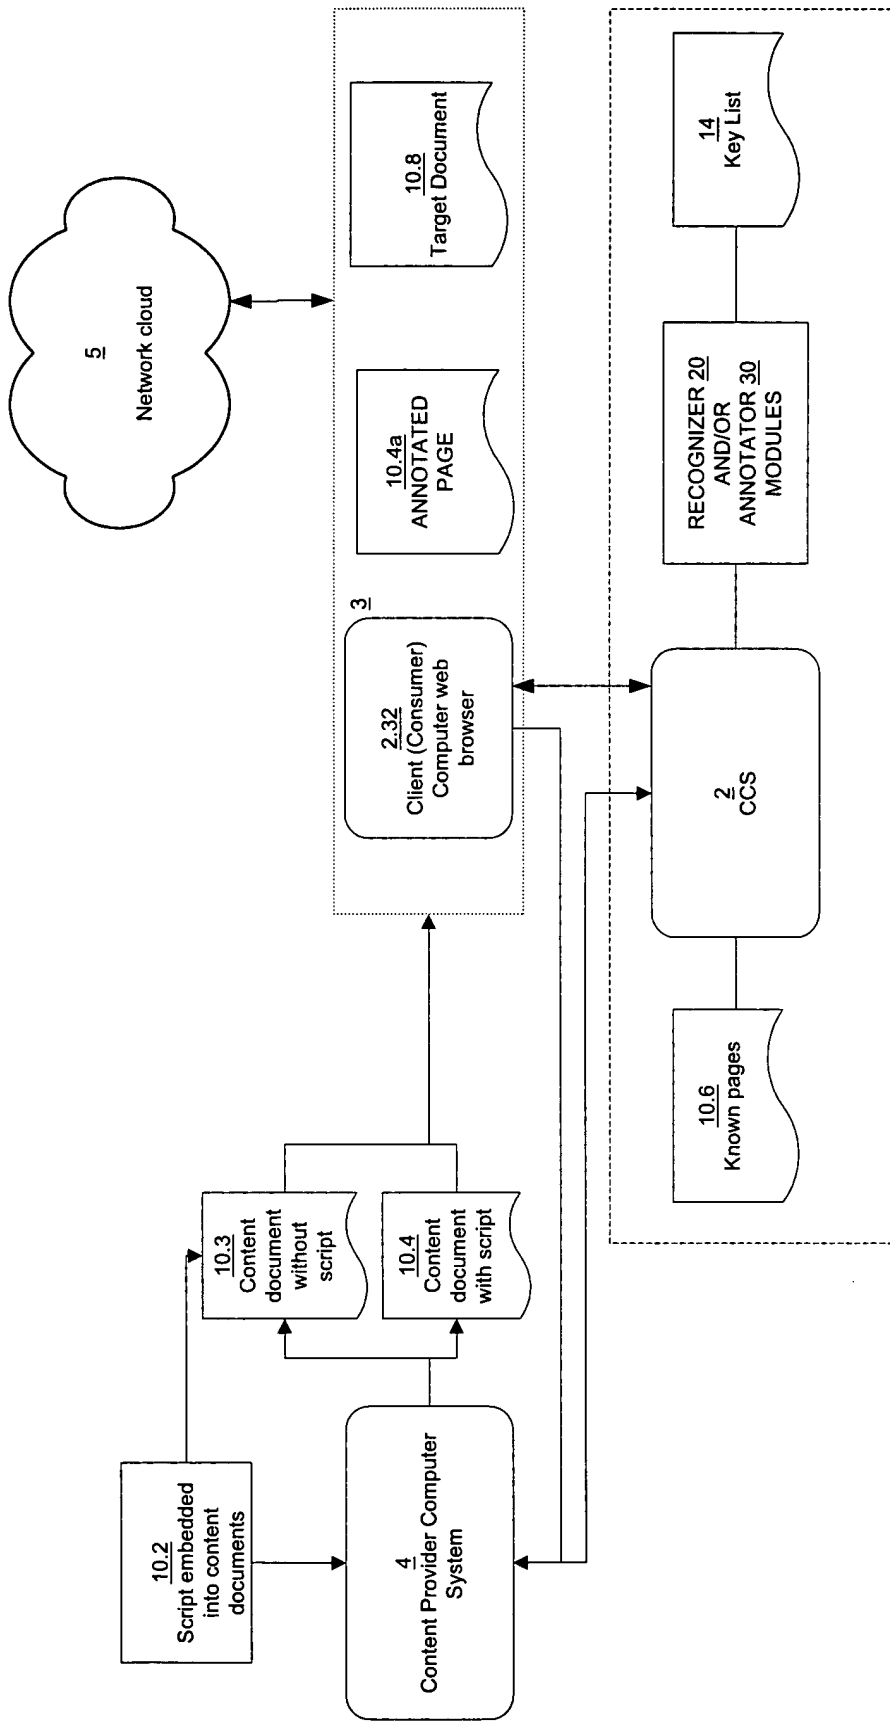 10.2
Script embedded
into content
documents
4
Content Provider Computer
System
10.3
Content
document
without
script
10.4
Content
document
with script
5
Network cloud
3
2.32
Client (Consumer)
Computer web
browser
10.4a
ANNOTATED
PAGE
10.8
Target Document
10.6
Known pages
2
CCS
RECOGNIZER 20
AND/OR
ANNOTATOR 30
MODULES
14
Key List